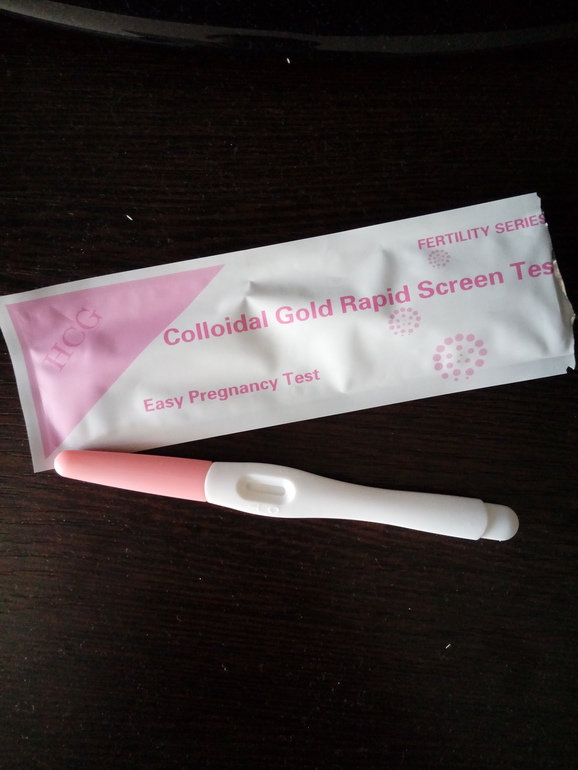 FERTILITY SERIES
HCG
Colloidal Gold Rapid Screen Tes
Easy Pregnancy Test